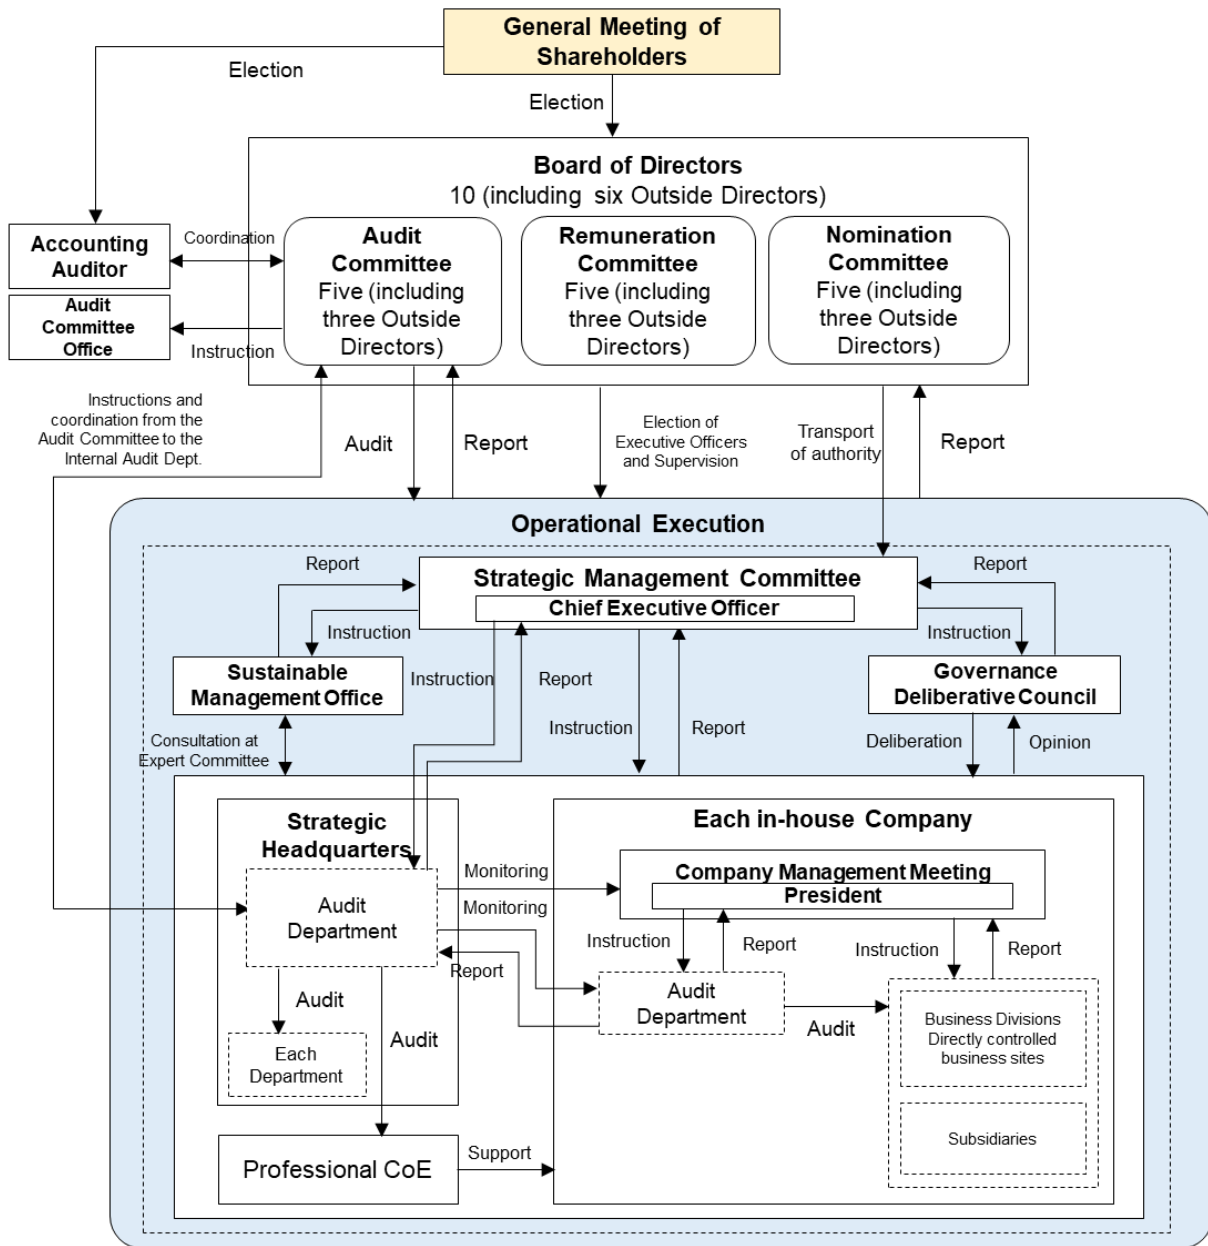 General Meeting of
Shareholders
Election
Election
Board of Directors
10 (including six Outside Directors)
Accounting
Auditor
Coordination
Audit
Committee
Five (including
three Outside
Directors)
Remuneration
Committee
Five (including
three Outside
Directors)
Nomination
Committee
Five (including
three Outside
Directors)
Audit
Committee
Office
Instruction
Instructions and
coordination from the
Audit Committee to the
Internal Audit Dept.
Audit
Report
Election of
Executive Officers
and Supervision
Transport
of authority
Report
Operational Execution
Report
Strategic Management Committee
Chief Executive Officer
Report
Instruction
Instruction
Sustainable
Management Office
Instruction
Report
Governance
Deliberative Council
Consultation at
Expert Committee
Instruction
Report
Deliberation
Opinion
Strategic
Headquarters
Each in-house Company
Audit
Department
Monitoring
Monitoring
Report
Company Management Meeting
President
Instruction
Report
Instruction
Report
Audit
Department
Audit
Audit
Audit
Each
Department
Business Divisions
Directly controlled
business sites
Subsidiaries
Professional CoE
Support